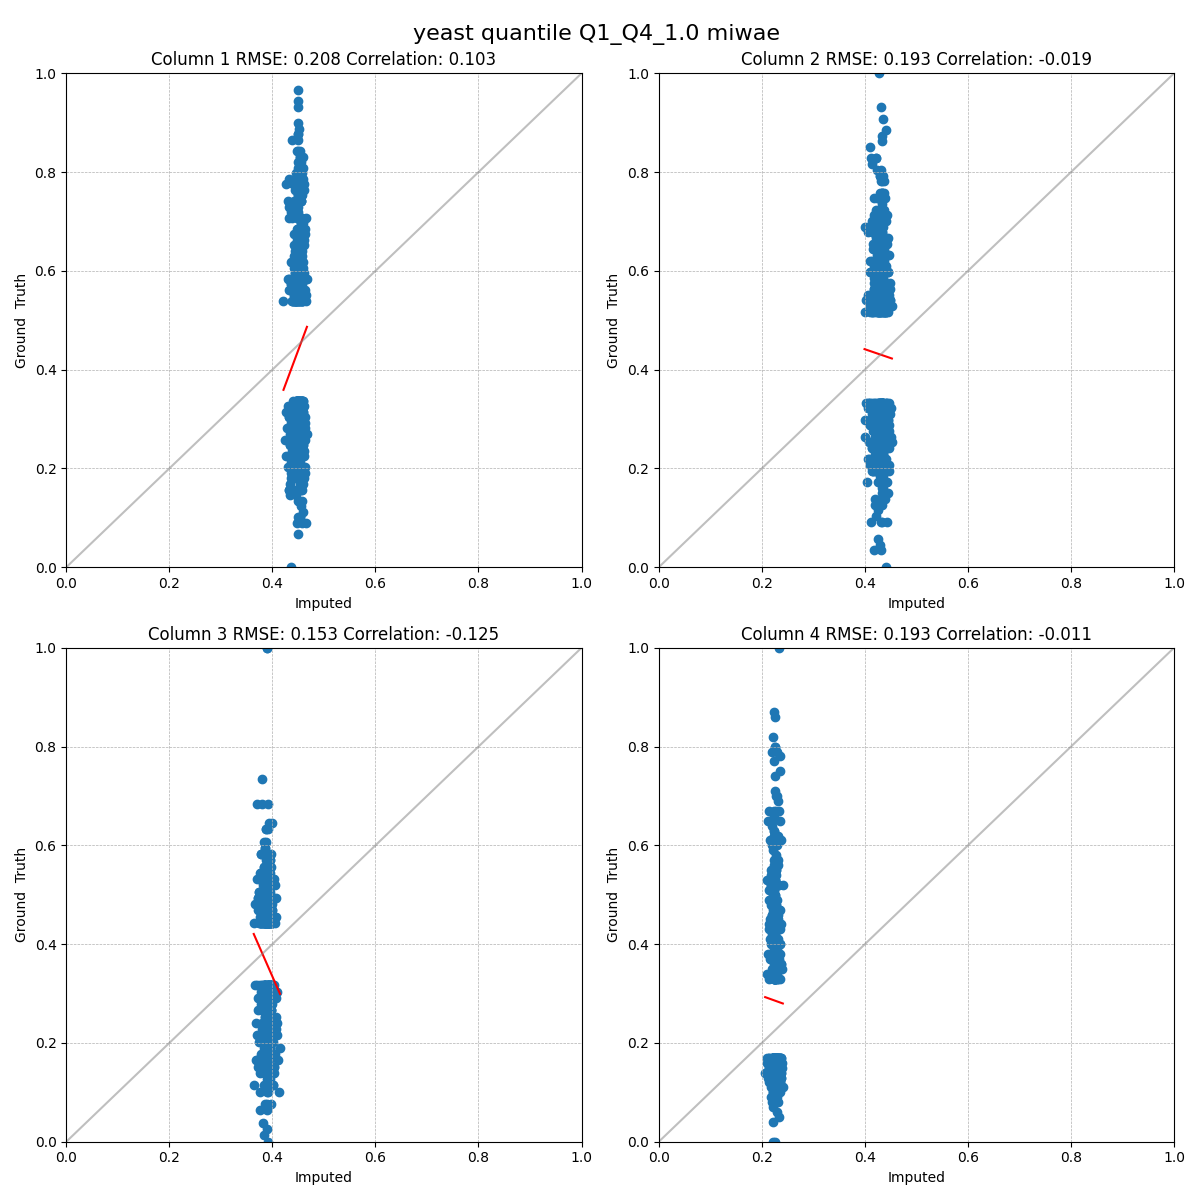 yeast quantile Q1_Q4_1.0 miwae
Column 1 RMSE: 0.208 Correlation: 0.103
1.0
0.8
0.6
0.4
0.2
0.0
Ground Truth
0.0 0.2 0.4 0.6 0.8 1.0
Imputed
Column 2 RMSE: 0.193 Correlation: -0.019
1.0
0.8
0.6
0.4
0.2
0.0
Ground Truth
0.0 0.2 0.4 0.6 0.8 1.0
Imputed
Column 3 RMSE: 0.153 Correlation: -0.125
1.0
0.8
0.6
0.4
0.2
0.0
Ground Truth
0.0 0.2 0.4 0.6 0.8 1.0
Imputed
Column 4 RMSE: 0.193 Correlation: -0.011
1.0
0.8
0.6
0.4
0.2
0.0
Ground Truth
0.0 0.2 0.4 0.6 0.8 1.0
Imputed